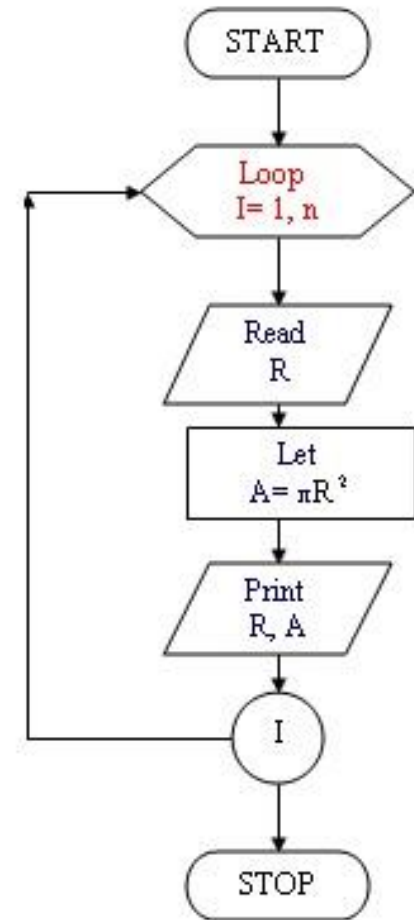 START
Loop
I= 1, n
Read
R
Let
A= πR²
Print
R, A
I
STOP